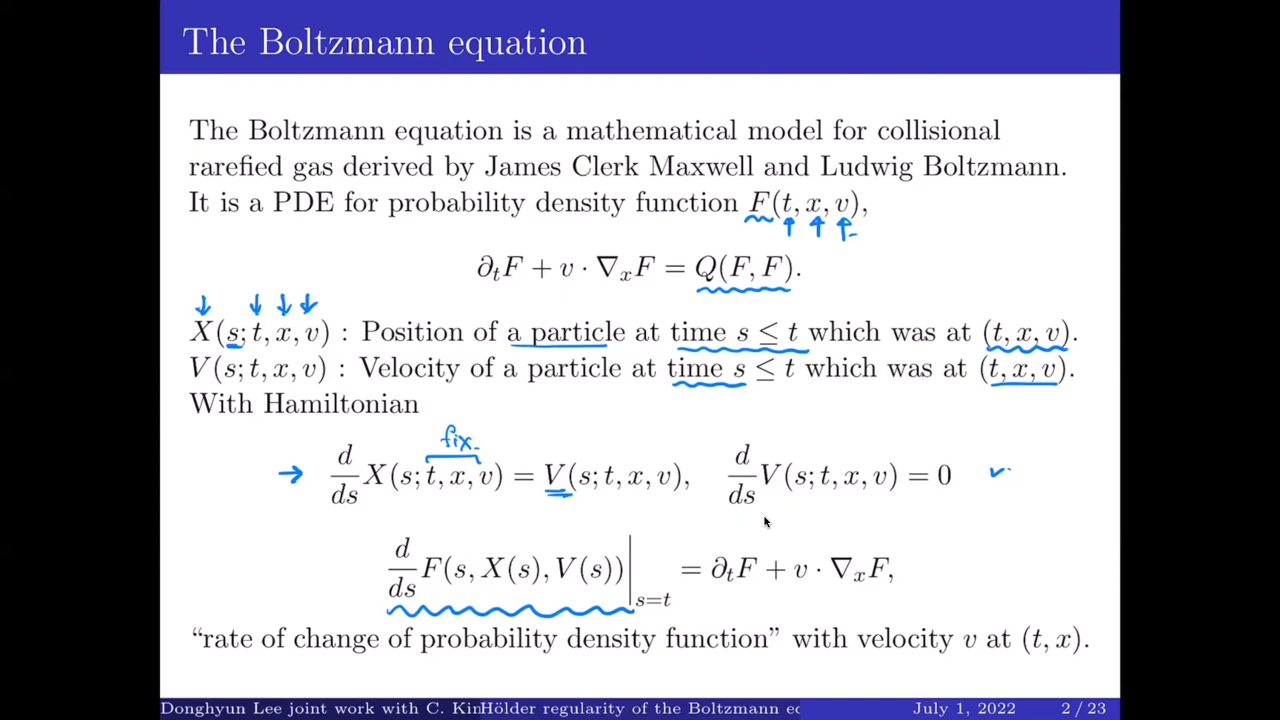 The Boltzmann equation
The Boltzmann equation is a mathematical model for collisional
rarefied gas derived by James Clerk Maxwell and Ludwig Boltzmann.
It is a PDE for probability density function F(t, x, v),
∂ₜF + v · ∇ₓF = Q(F, F).
X(s; t, x, v) : Position of a particle at time s ≤ t which was at (t, x, v).
V(s; t, x, v) : Velocity of a particle at time s ≤ t which was at (t, x, v).
With Hamiltonian
fix.
d/ds X(s; t, x, v) = V(s; t, x, v), d/ds V(s; t, x, v) = 0
d/ds F(s, X(s), V(s))|ₛ₌ₜ = ∂ₜF + v · ∇ₓF,
“rate of change of probability density function” with velocity v at (t, x).
Donghyun Lee joint work with C. Kin Hölder regularity of the Boltzmann eq July 1, 2022 2 / 23